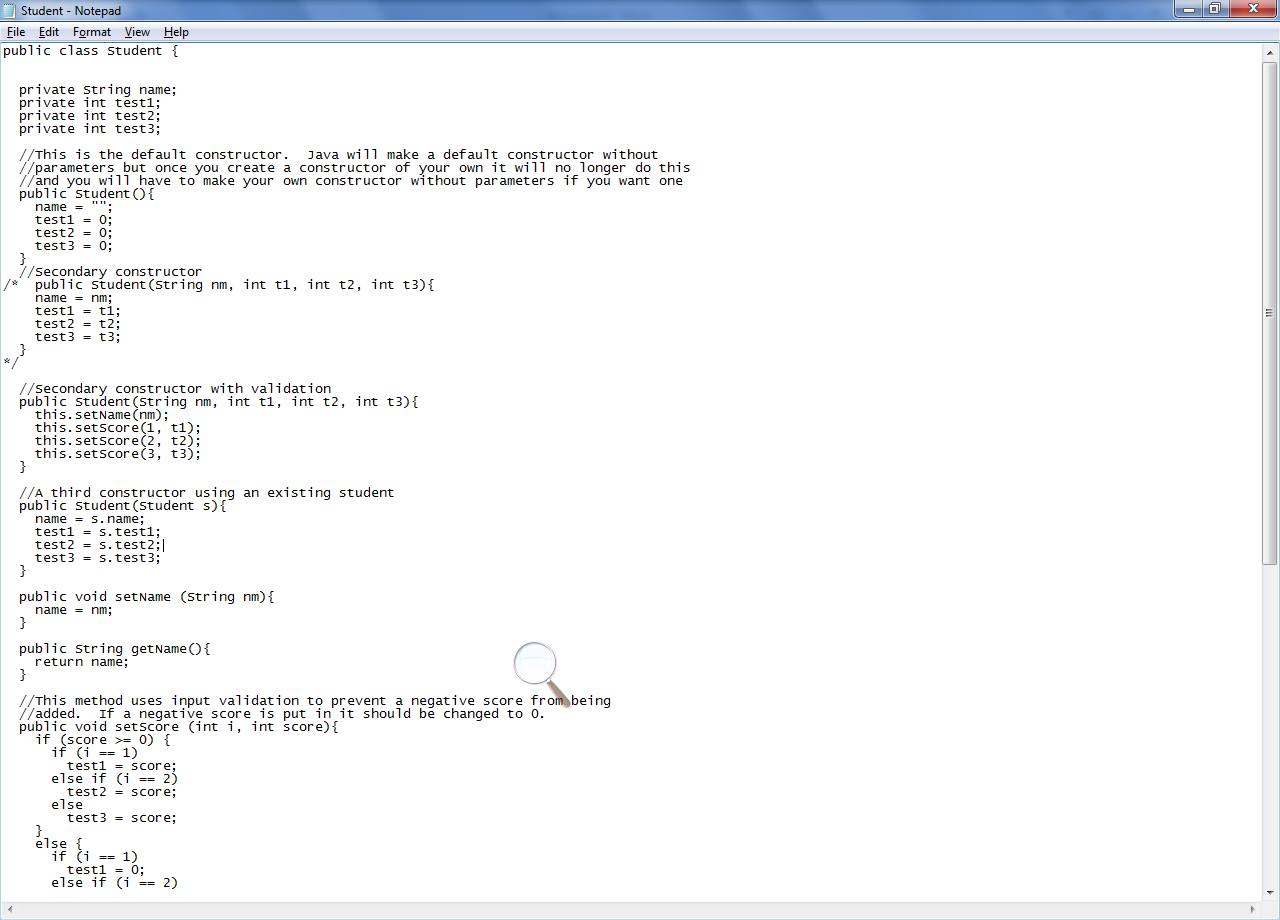 Student - Notepad
File Edit Format View Help
public class Student {


  private String name;
  private int test1;
  private int test2;
  private int test3;

  //This is the default constructor.  Java will make a default constructor without
  //parameters but once you create a constructor of your own it will no longer do this
  //and you will have to make your own constructor without parameters if you want one
  public Student(){
    name = "";
    test1 = 0;
    test2 = 0;
    test3 = 0;
  }
  //Secondary constructor
/*  public Student(String nm, int t1, int t2, int t3){
    name = nm;
    test1 = t1;
    test2 = t2;
    test3 = t3;
  }
*/

  //Secondary constructor with validation
  public Student(String nm, int t1, int t2, int t3){
    this.setName(nm);
    this.setScore(1, t1);
    this.setScore(2, t2);
    this.setScore(3, t3);
  }

  //A third constructor using an existing student
  public Student(Student s){
    name = s.name;
    test1 = s.test1;
    test2 = s.test2;
    test3 = s.test3;
  }

  public void setName (String nm){
    name = nm;
  }

  public String getName(){
    return name;
  }

  //This method uses input validation to prevent a negative score from being
  //added.  If a negative score is put in it should be changed to 0.
  public void setScore (int i, int score){
    if (score >= 0) {
      if (i == 1)
        test1 = score;
      else if (i == 2)
        test2 = score;
      else
        test3 = score;
    }
    else {
      if (i == 1)
        test1 = 0;
      else if (i == 2)